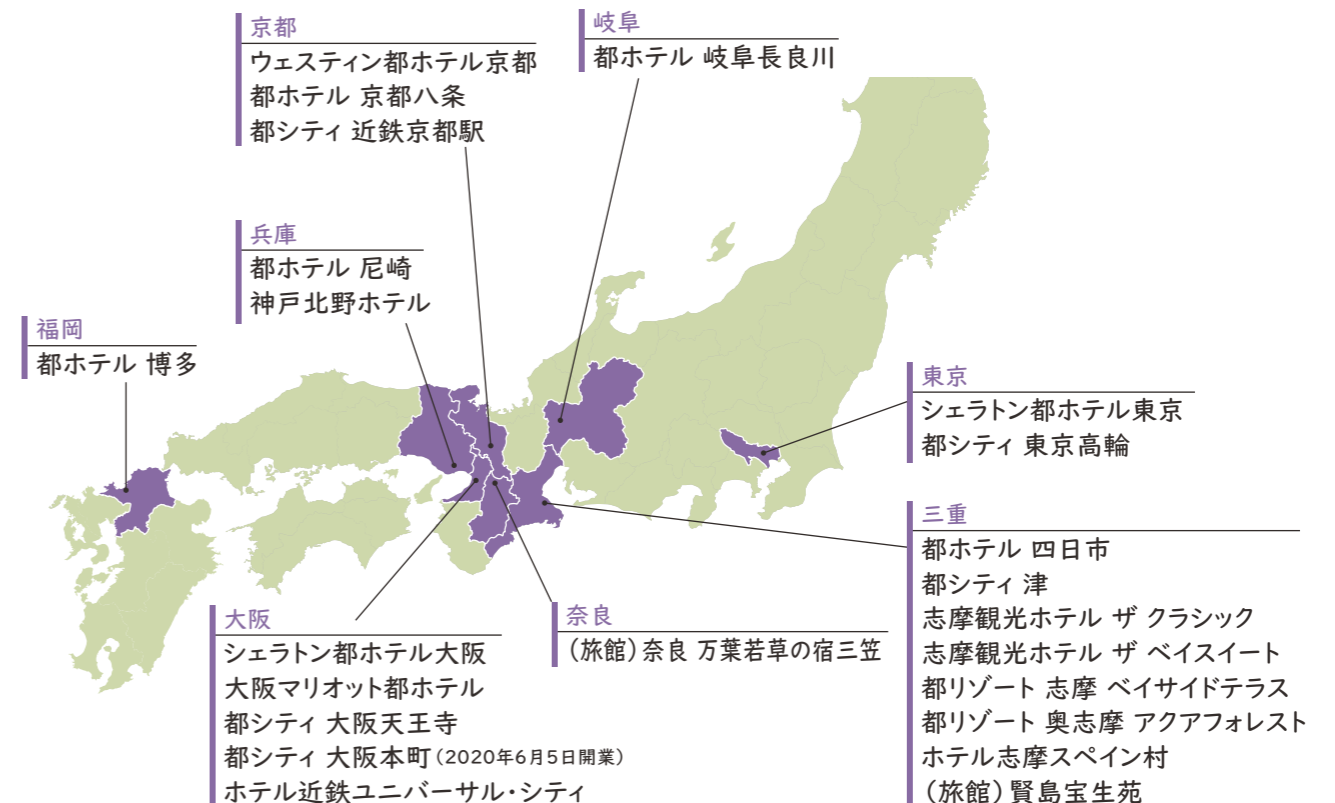 京都
ウェスティン都ホテル京都
都ホテル 京都八条
都シティ 近鉄京都駅
岐阜
都ホテル 岐阜長良川
兵庫
都ホテル 尼崎
神戸北野ホテル
福岡
都ホテル 博多
東京
シェラトン都ホテル東京
都シティ 東京高輪
三重
都ホテル 四日市
都シティ 津
志摩観光ホテル ザ クラシック
志摩観光ホテル ザ ベイスイート
都リゾート 志摩 ベイサイドテラス
都リゾート 奥志摩 アクアフォレスト
ホテル志摩スペイン村
(旅館)賢島宝生苑
大阪
シェラトン都ホテル大阪
大阪マリオット都ホテル
都シティ 大阪天王寺
都シティ 大阪本町(2020年6月5日開業)
ホテル近鉄ユニバーサル・シティ
奈良
(旅館)奈良 万葉若草の宿三笠